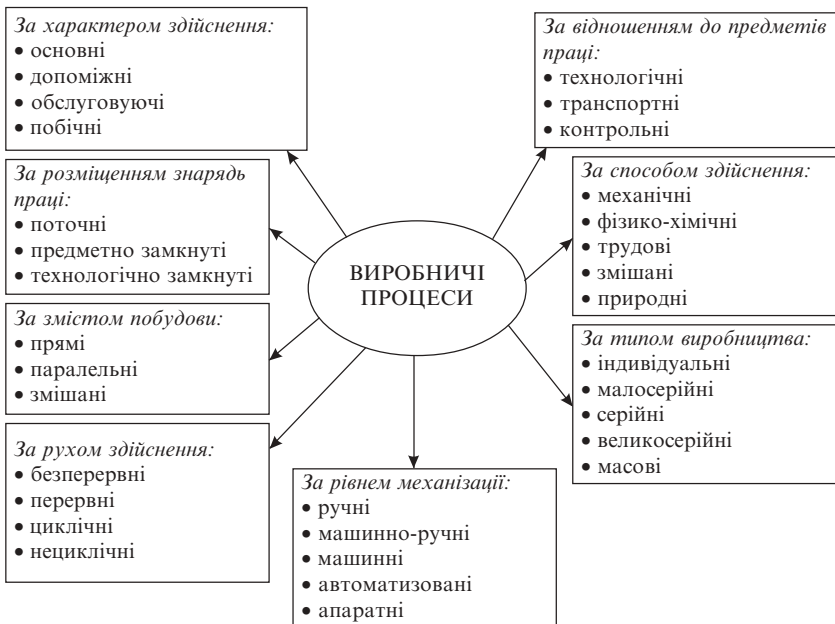 За характером здійснення:
• основні
• допоміжні
• обслуговуючі
• побічні
За відношенням до предметів
праці:
• технологічні
• транспортні
• контрольні
За розміщенням знарядь
праці:
• поточні
• предметно замкнуті
• технологічно замкнуті
За способом здійснення:
• механічні
• фізико-хімічні
• трудові
• змішані
• природні
ВИРОБНИЧІ
ПРОЦЕСИ
За змістом побудови:
• прямі
• паралельні
• змішані
За типом виробництва:
• індивідуальні
• малосерійні
• серійні
• великосерійні
• масові
За рухом здійснення:
• безперервні
• перервні
• циклічні
• нециклічні
За рівнем механізації:
• ручні
• машинно-ручні
• машинні
• автоматизовані
• апаратні